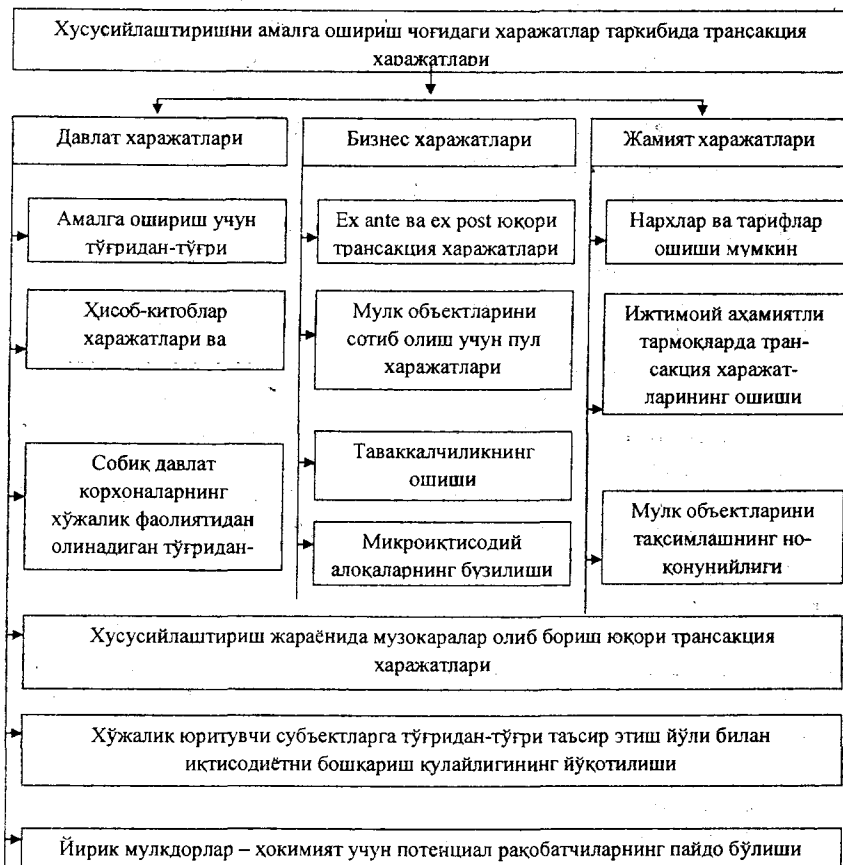 Хусусийлаштиришни амалга ошириш чоғидаги харажатлар таркибида трансакция
харажатлари
Давлат харажатлари
Бизнес харажатлари
Жамият харажатлари
Амалга ошириш учун
тўғридан-тўғри
Ҳисоб-китоблар
харажатлари ва
Собиқ давлат
корхоналарнинг
хўжалик фаолиятидан
олинадиган тўғридан-
Ex ante ва ex post юқори
трансакция харажатлари
Мулк объектларини
сотиб олиш учун пул
харажатлари
Таваккалчиликнинг
ошиши
Микроиқтисодий
алоқаларнинг бузилиши
Нархлар ва тарифлар
ошиши мумкин
Ижтимоий аҳамиятли
тармоқларда тран-
сакция харажат-
ларининг ошиши
Мулк объектларини
тақсимлашнинг но-
қонунийлиги
Хусусийлаштириш жараёнида музокаралар олиб бориш юқори трансакция
харажатлари
Хўжалик юритувчи субъектларга тўғридан-тўғри таъсир этиш йўли билан
иқтисодиётни бошқариш қулайлигининг йўқотилиши
Йирик мулкдорлар – ҳокимият учун потенциал рақобатчиларнинг пайдо бўлиши